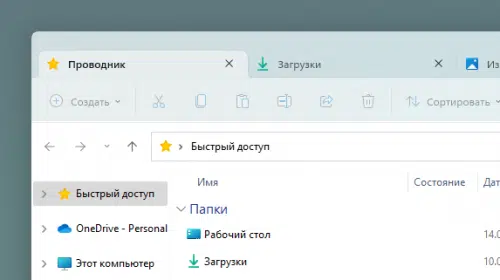 Проводник
Загрузки
Из
Создать
Сортировать
Быстрый доступ
Имя
Состояние
Дат
Быстрый доступ
Папки
OneDrive - Personal
Рабочий стол
14.0
Этот компьютер
Загрузки
10.0